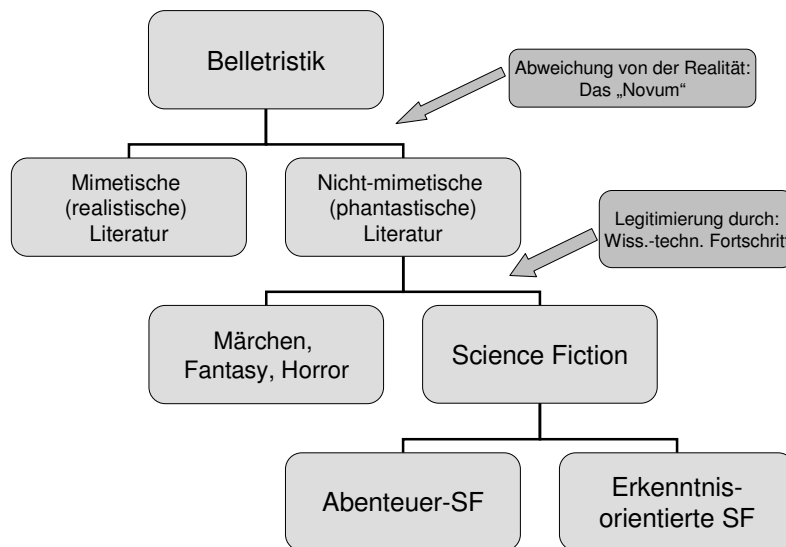 Belletristik
Abweichung von der Realität:
Das „Novum“
Mimetische
(realistische)
Literatur
Nicht-mimetische
(phantastische)
Literatur
Legitimierung durch:
Wiss.-techn. Fortschritt
Märchen,
Fantasy, Horror
Science Fiction
Abenteuer-SF
Erkenntnis-
orientierte SF